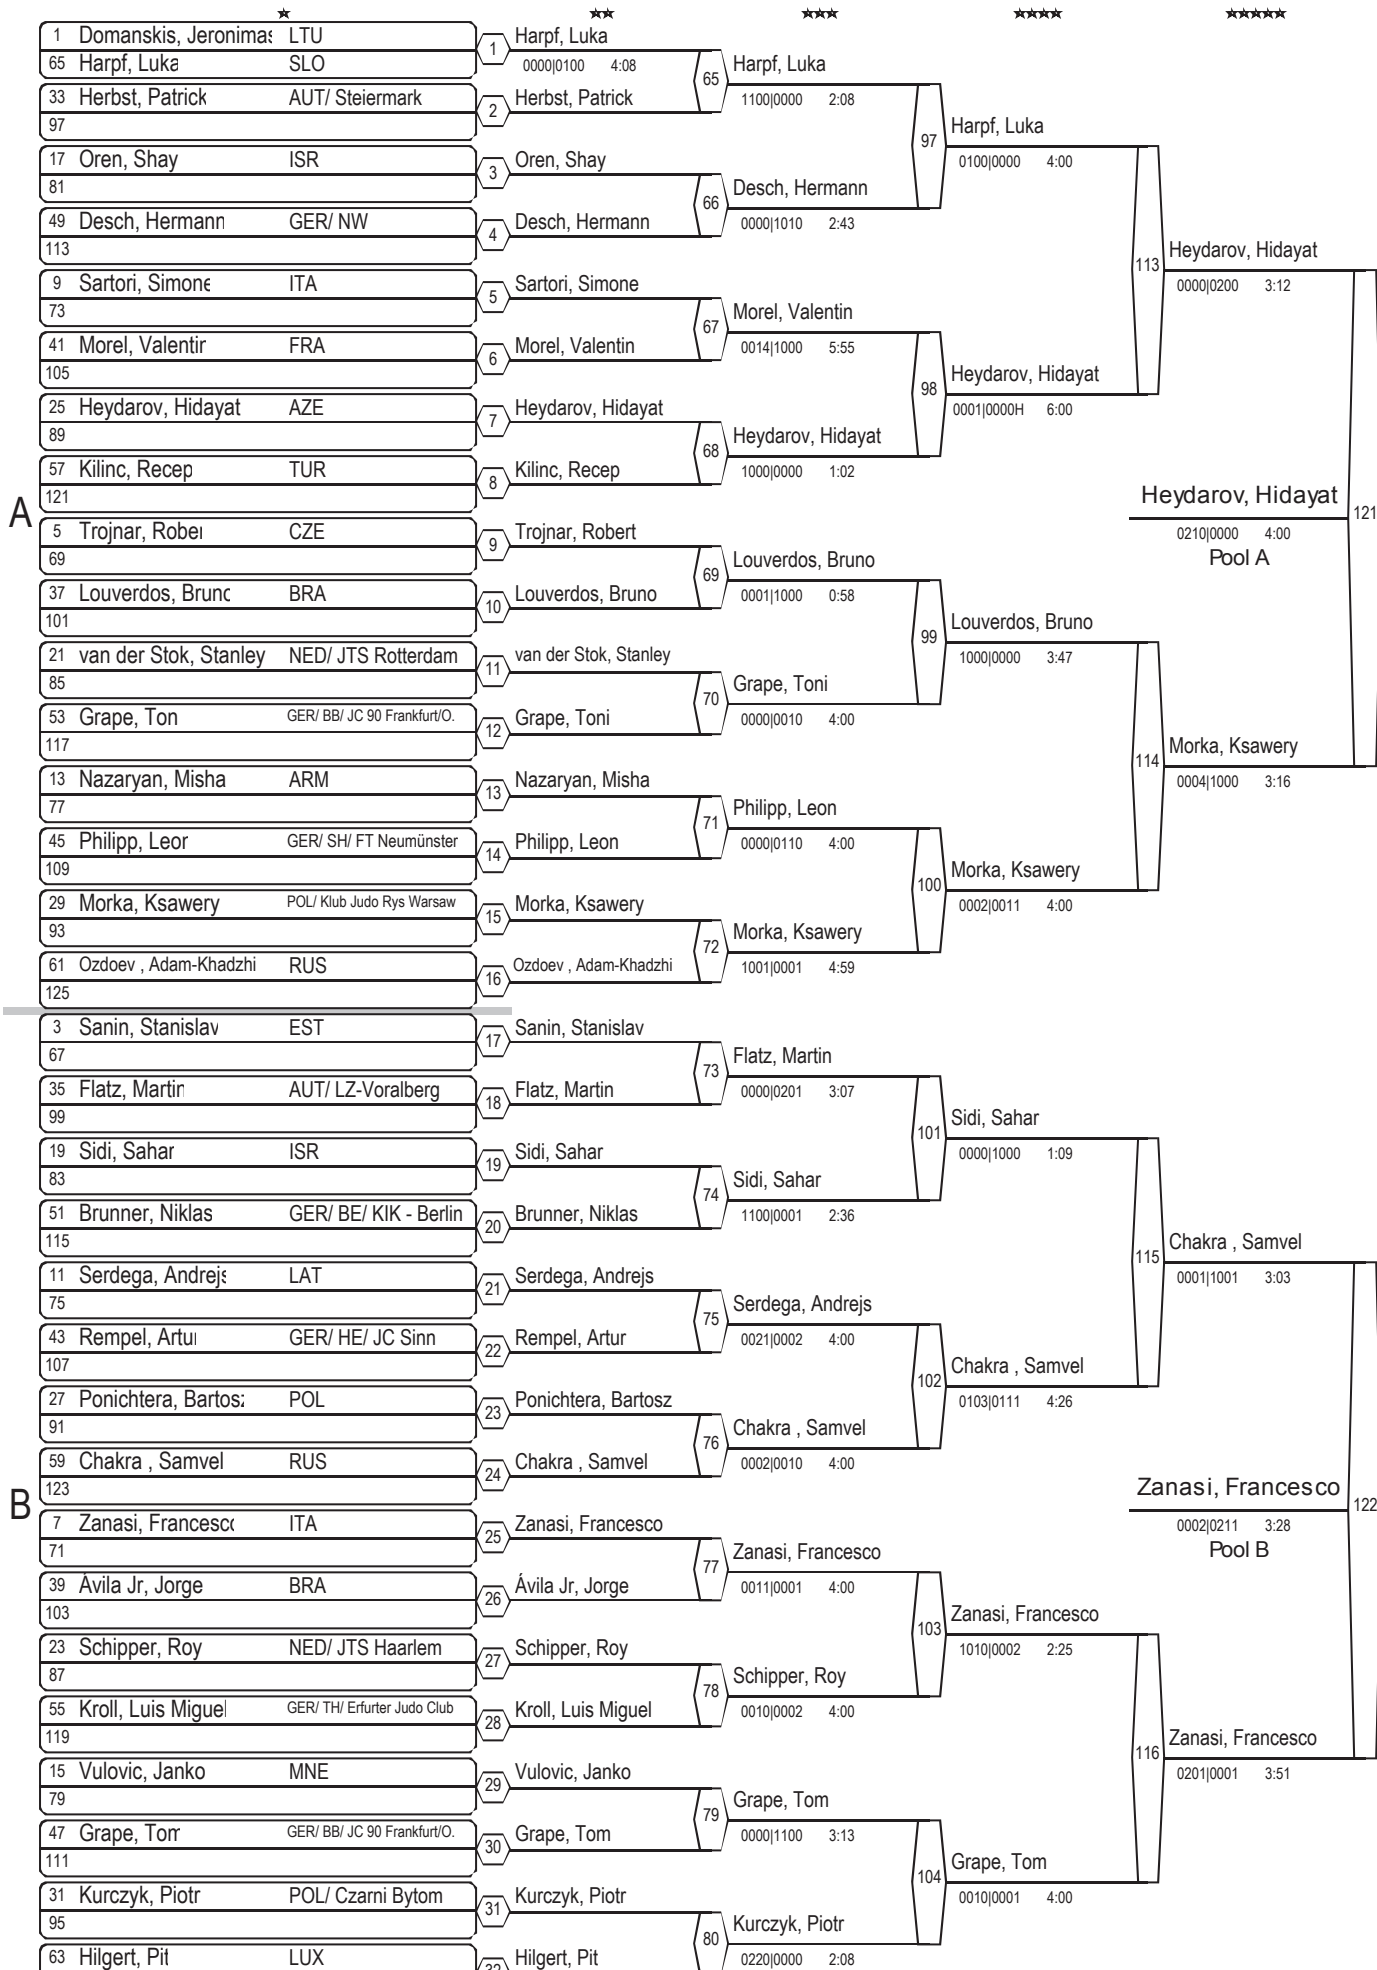 1 Domanskis, Jeronimas LTU
65 Harpf, Luka SLO
33 Herbst, Patrick AUT/ Steiermark
97
17 Oren, Shay ISR
81
49 Desch, Hermann GER/ NW
113
9 Sartori, Simone ITA
73
41 Morel, Valentin FRA
105
25 Heydarov, Hidayat AZE
89
57 Kilinc, Recep TUR
121
A
5 Trojnar, Rober CZE
69
37 Louverdos, Bruno BRA
101
21 van der Stok, Stanley NED/ JTS Rotterdam
85
53 Grape, Ton GER/ BB/ JC 90 Frankfurt/O.
117
13 Nazaryan, Misha ARM
77
45 Philipp, Leon GER/ SH/ FT Neumünster
109
29 Morka, Ksawery POL/ Klub Judo Rys Warsaw
93
61 Ozdoev , Adam-Khadzhi RUS
125
3 Sanin, Stanislav EST
67
35 Flatz, Martin AUT/ LZ-Voralberg
99
19 Sidi, Sahar ISR
83
51 Brunner, Niklas GER/ BE/ KIK - Berlin
115
11 Serdega, Andrejs LAT
75
43 Rempel, Artur GER/ HE/ JC Sinn
107
27 Ponichtera, Bartosz POL
91
59 Chakra , Samvel RUS
123
B
7 Zanasi, Francesco ITA
71
39 Ávila Jr, Jorge BRA
103
23 Schipper, Roy NED/ JTS Haarlem
87
55 Kroll, Luis Miguel GER/ TH/ Erfurter Judo Club
119
15 Vulovic, Janko MNE
79
47 Grape, Tom GER/ BB/ JC 90 Frankfurt/O.
111
31 Kurczyk, Piotr POL/ Czarni Bytom
95
63 Hilgert, Pit LUX
1 Harpf, Luka
0000|0100 4:08
2 Herbst, Patrick
3 Oren, Shay
4 Desch, Hermann
5 Sartori, Simone
6 Morel, Valentin
7 Heydarov, Hidayat
8 Kilinc, Recep
9 Trojnar, Robert
10 Louverdos, Bruno
11 van der Stok, Stanley
12 Grape, Toni
13 Nazaryan, Misha
14 Philipp, Leon
15 Morka, Ksawery
16 Ozdoev , Adam-Khadzhi
17 Sanin, Stanislav
18 Flatz, Martin
19 Sidi, Sahar
20 Brunner, Niklas
21 Serdega, Andrejs
22 Rempel, Artur
23 Ponichtera, Bartosz
24 Chakra , Samvel
25 Zanasi, Francesco
26 Ávila Jr, Jorge
27 Schipper, Roy
28 Kroll, Luis Miguel
29 Vulovic, Janko
30 Grape, Tom
31 Kurczyk, Piotr
32 Hilgert, Pit
65 Harpf, Luka
1100|0000 2:08
66 Desch, Hermann
0000|1010 2:43
67 Morel, Valentin
0014|1000 5:55
68 Heydarov, Hidayat
1000|0000 1:02
69 Louverdos, Bruno
0001|1000 0:58
70 Grape, Toni
0000|0010 4:00
71 Philipp, Leon
0000|0110 4:00
72 Morka, Ksawery
1001|0001 4:59
73 Flatz, Martin
0000|0201 3:07
74 Sidi, Sahar
1100|0001 2:36
75 Serdega, Andrejs
0021|0002 4:00
76 Chakra , Samvel
0002|0010 4:00
77 Zanasi, Francesco
0011|0001 4:00
78 Schipper, Roy
0010|0002 4:00
79 Grape, Tom
0000|1100 3:13
80 Kurczyk, Piotr
0220|0000 2:08
97 Harpf, Luka
0100|0000 4:00
98 Heydarov, Hidayat
0001|0000H 6:00
99 Louverdos, Bruno
1000|0000 3:47
100 Morka, Ksawery
0002|0011 4:00
101 Sidi, Sahar
0000|1000 1:09
102 Chakra , Samvel
0103|0111 4:26
103 Zanasi, Francesco
1010|0002 2:25
104 Grape, Tom
0010|0001 4:00
113 Heydarov, Hidayat
0000|0200 3:12
114 Morka, Ksawery
0004|1000 3:16
115 Chakra , Samvel
0001|1001 3:03
116 Zanasi, Francesco
0201|0001 3:51
Heydarov, Hidayat 121
0210|0000 4:00
Pool A
Zanasi, Francesco 122
0002|0211 3:28
Pool B